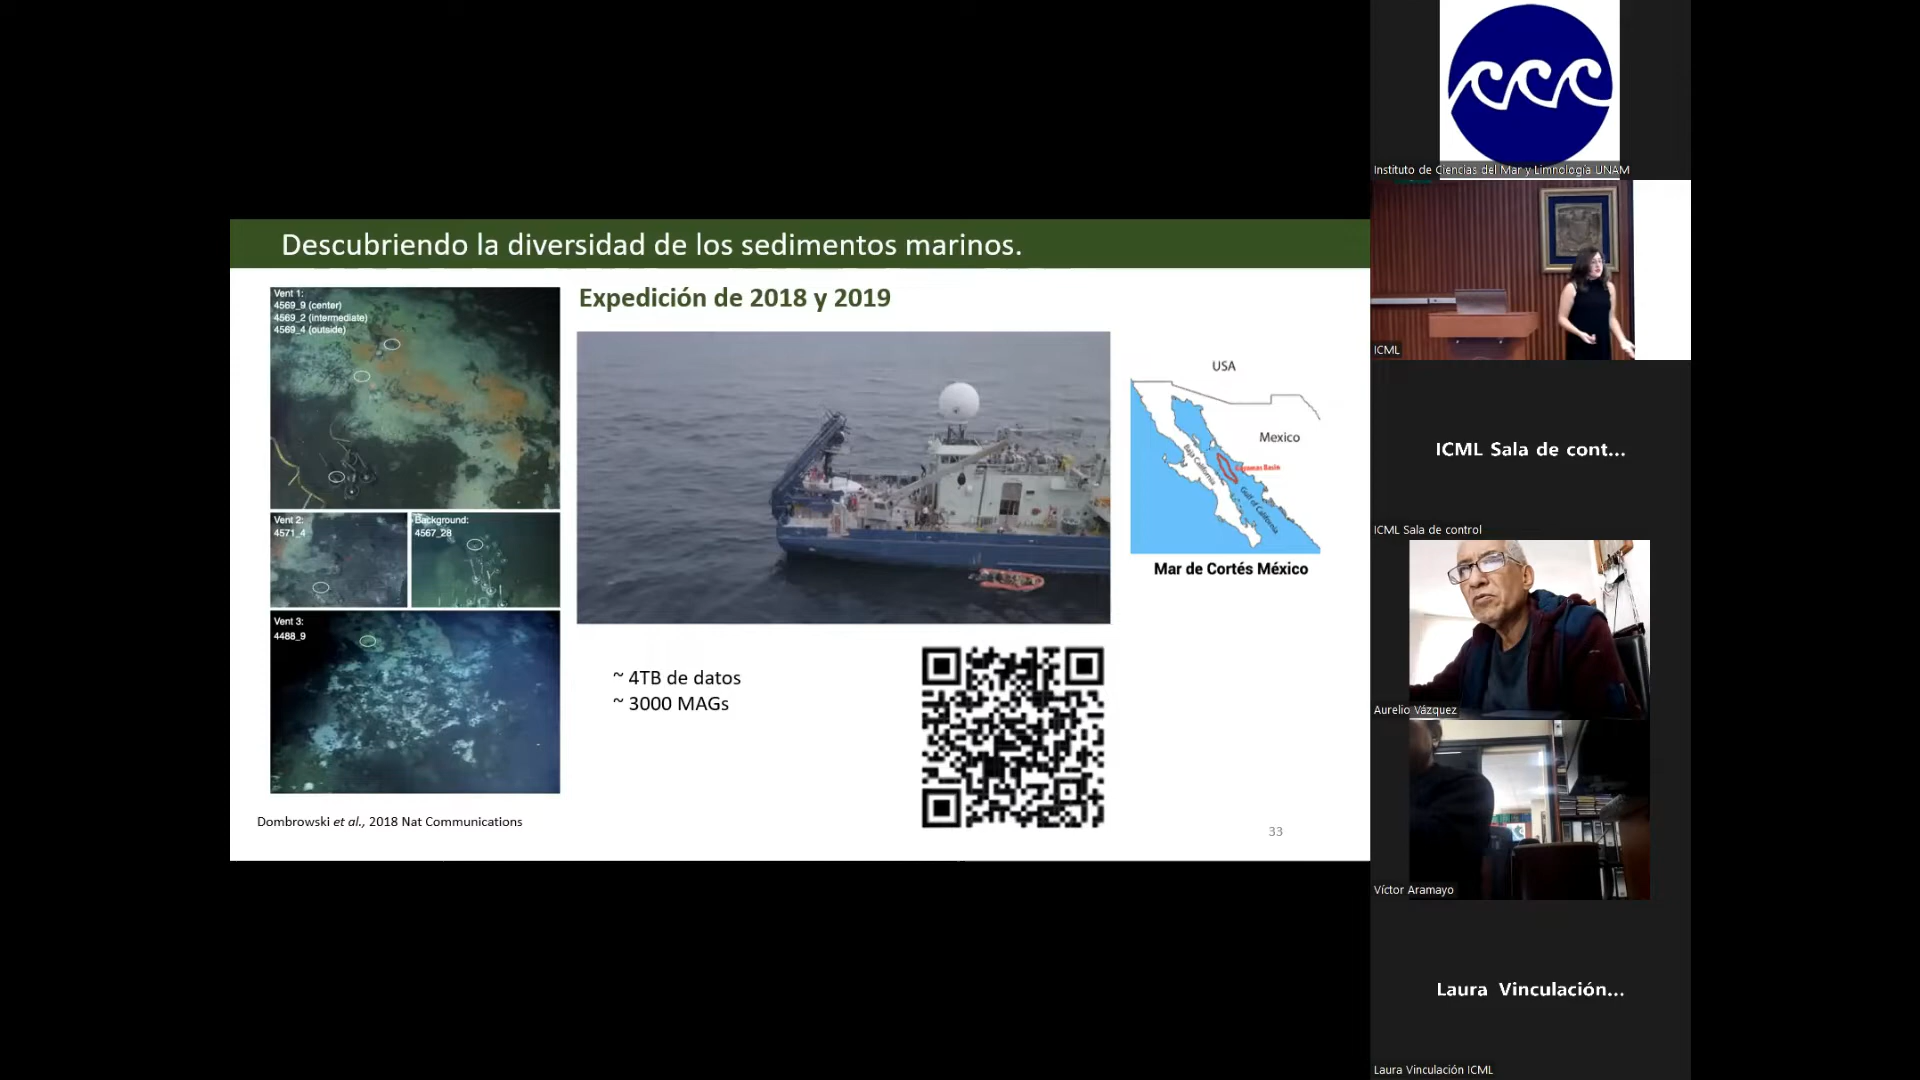 Descubriendo la diversidad de los sedimentos marinos.
Vent 1:
4569_9 (center)
4569_2 (intermediate)
4569_4 (outside)
Vent 2:
4571_4
Background:
4567_28
Vent 3:
4488_9
Dombrowski et al., 2018 Nat Communications
Expedición de 2018 y 2019
~ 4TB de datos
~ 3000 MAGs
USA
Mexico
Baja California
Guaymas Basin
Gulf of California
Mar de Cortés México
33
Instituto de Ciencias del Mar y Limnología UNAM
ICML
ICML Sala de cont...
ICML Sala de control
Aurelio Vázquez
Víctor Aramayo
Laura Vinculación...
Laura Vinculación ICML